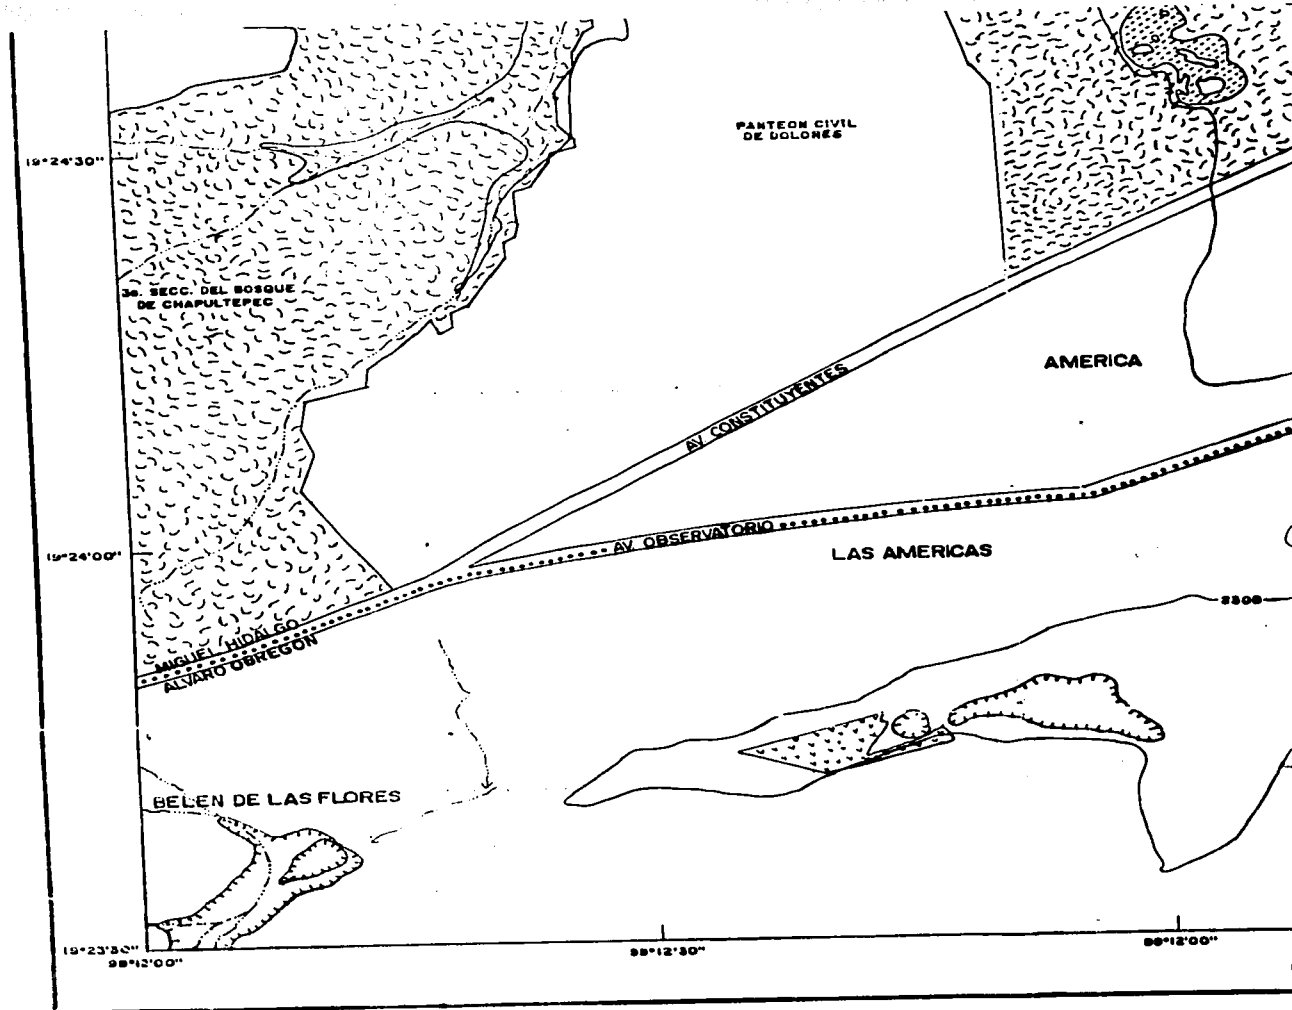 PANTEON CIVIL
DE DOLORES
19°24'30"
3a. SECC. DEL BOSQUE
DE CHAPULTEPEC
AMERICA
AV. CONSTITUYENTES
AV. OBSERVATORIO
LAS AMERICAS
19°24'00"
2300
MIGUEL HIDALGO
ALVARO OBREGON
BELEN DE LAS FLORES
19°23'30"
99°12'00"
99°12'30"
99°12'00"